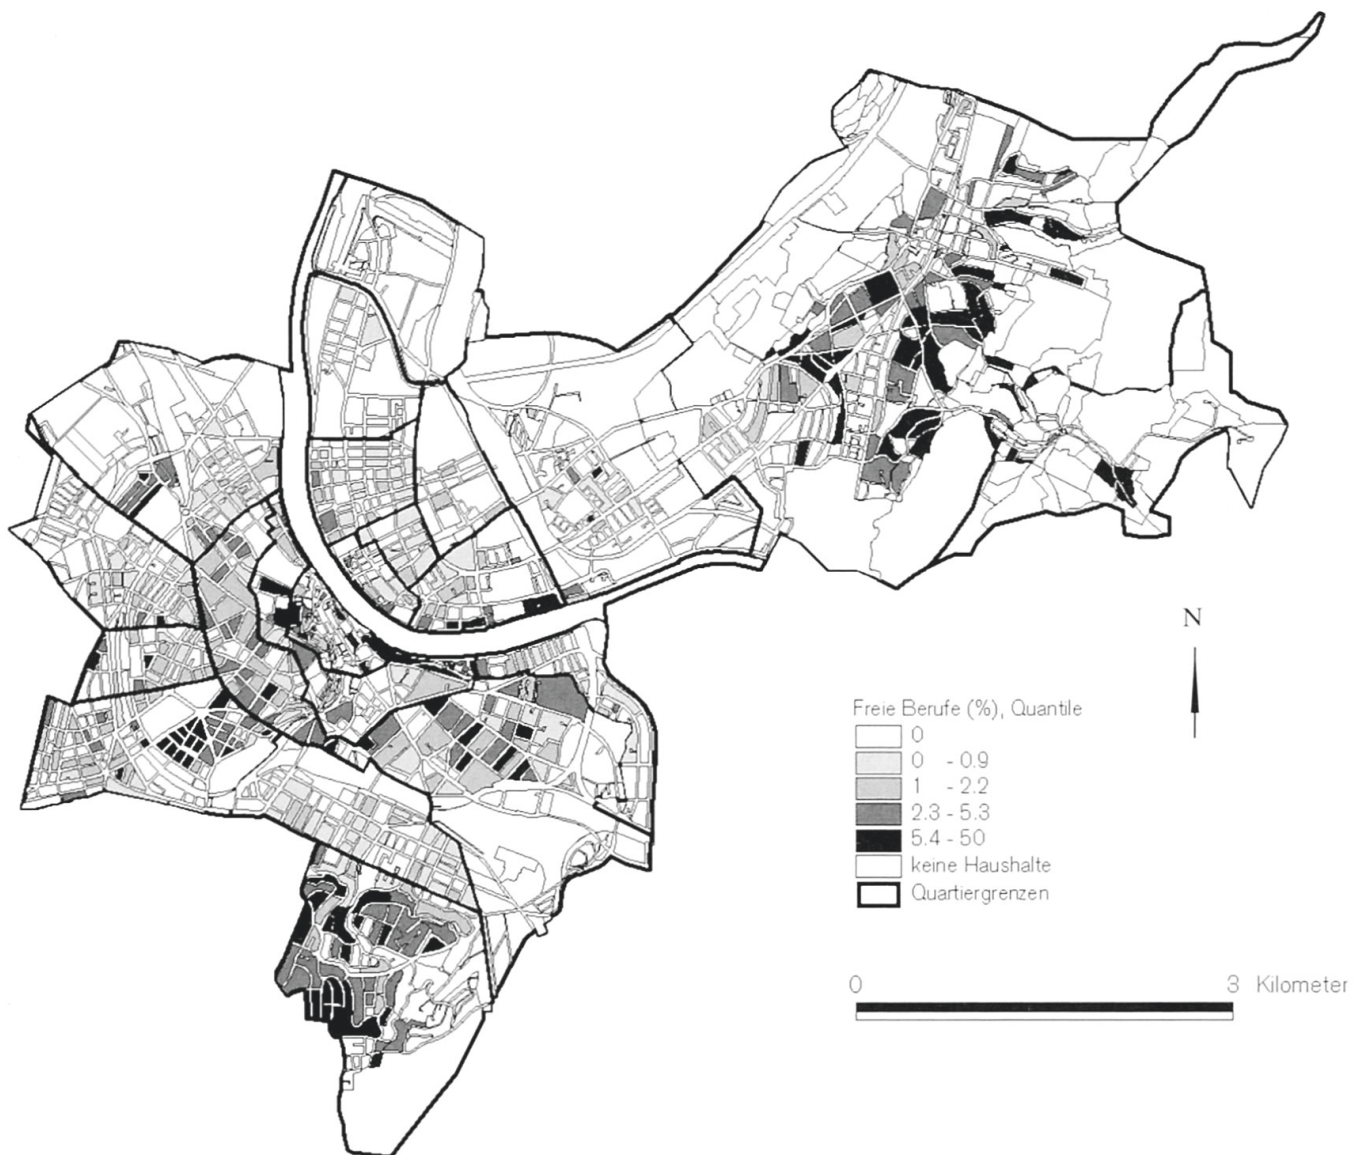 N
Freie Berufe (%), Quantile
0
0 - 0.9
1 - 2.2
2.3 - 5.3
5.4 - 50
keine Haushalte
Quartiergrenzen
0 3 Kilometer